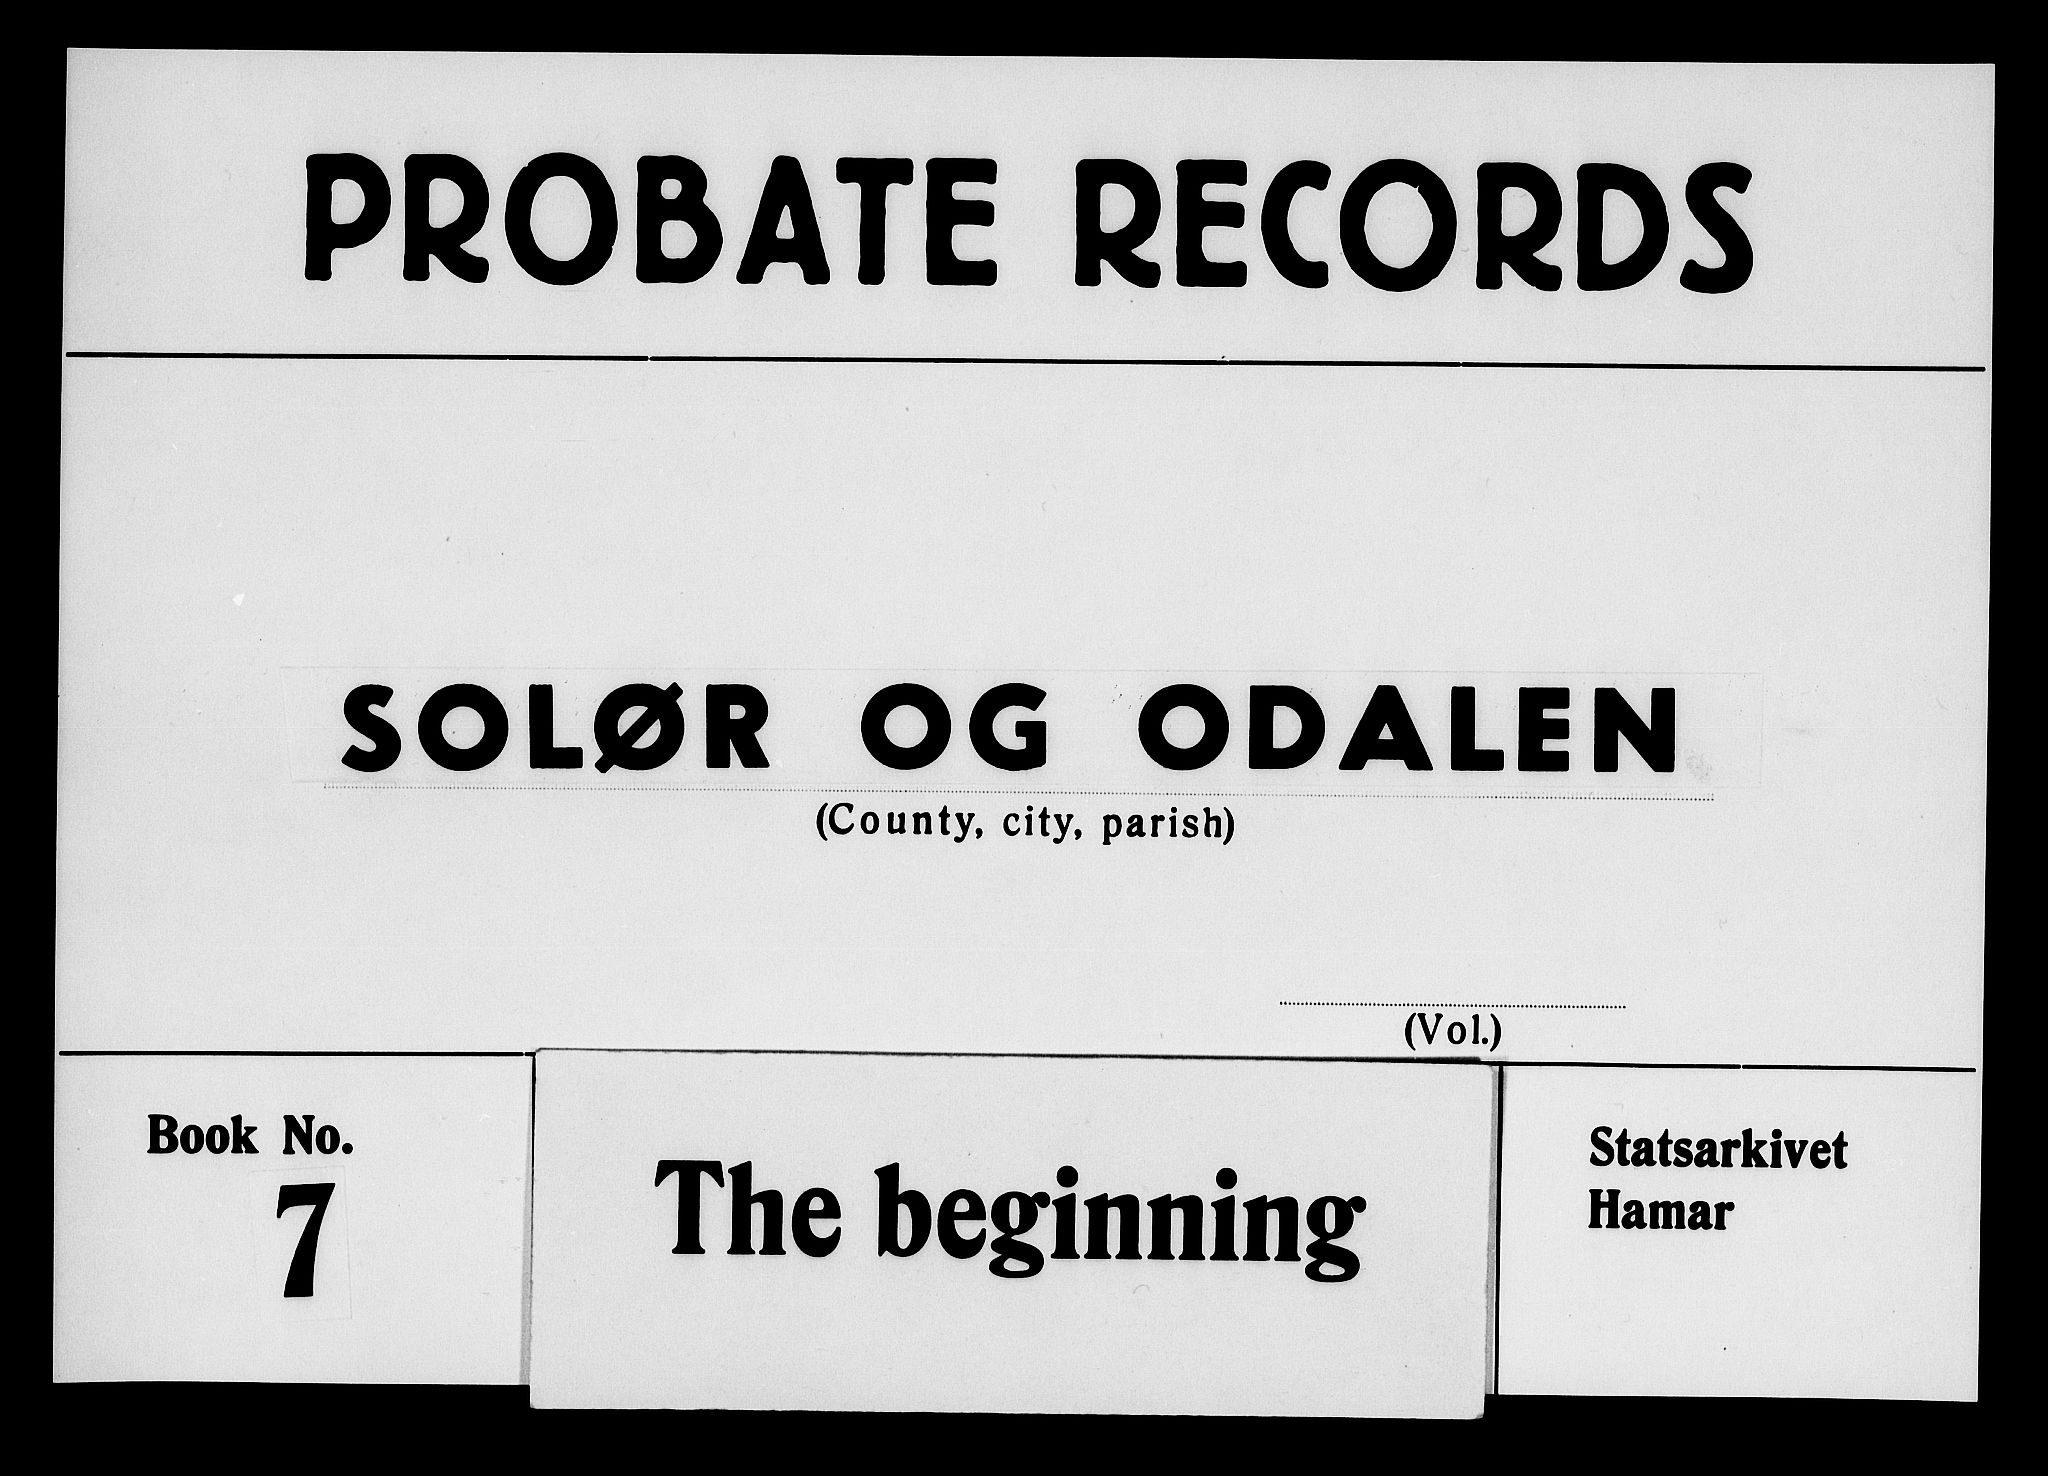 PROBATE RECORDS
SOLØR OG ODALEN
(County, city, parish)
(Vol.)
Book No.
7
The beginning
Statsarkivet
Hamar